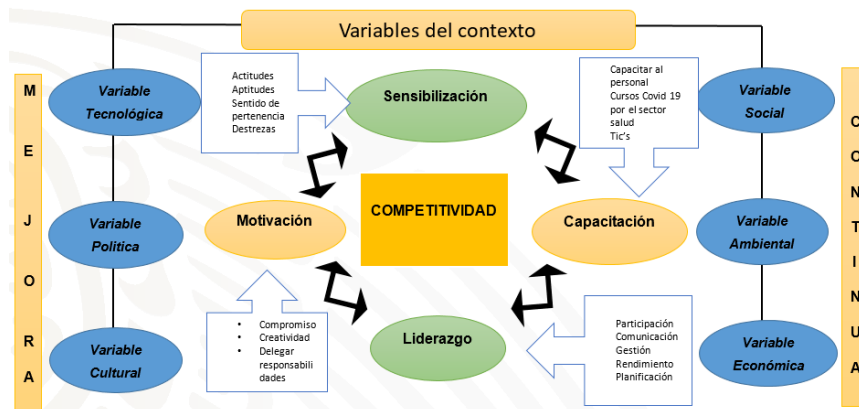 Variables del contexto
M
E
J
O
R
A
Variable
Tecnológica
Actitudes
Aptitudes
Sentido de
pertenencia
Destrezas
Sensibilización
Capacitar al
personal
Cursos Covid 19
por el sector
salud
Tic's
Variable
Social
Variable
Politica
Motivación
COMPETITIVIDAD
Capacitación
Variable
Ambiental
Variable
Cultural
• Compromiso
• Creatividad
• Delegar
responsabili
dades
Liderazgo
Participación
Comunicación
Gestión
Rendimiento
Planificación
Variable
Económica
C
O
N
T
I
N
U
A